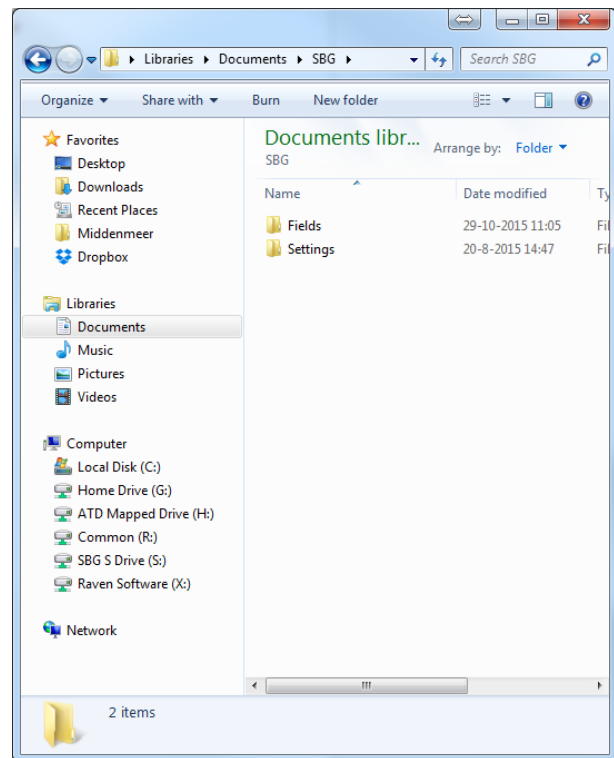 Libraries Documents SBG
Search SBG
Organize Share with Burn New folder
Favorites
Desktop
Downloads
Recent Places
Middenmeer
Dropbox
Libraries
Documents
Music
Pictures
Videos
Computer
Local Disk (C:)
Home Drive (G:)
ATD Mapped Drive (H:)
Common (R:)
SBG S Drive (S:)
Raven Software (X:)
Network
Documents libr...
SBG
Arrange by: Folder
Name Date modified Ty
Fields 29-10-2015 11:05 Fil
Settings 20-8-2015 14:47 Fil
2 items